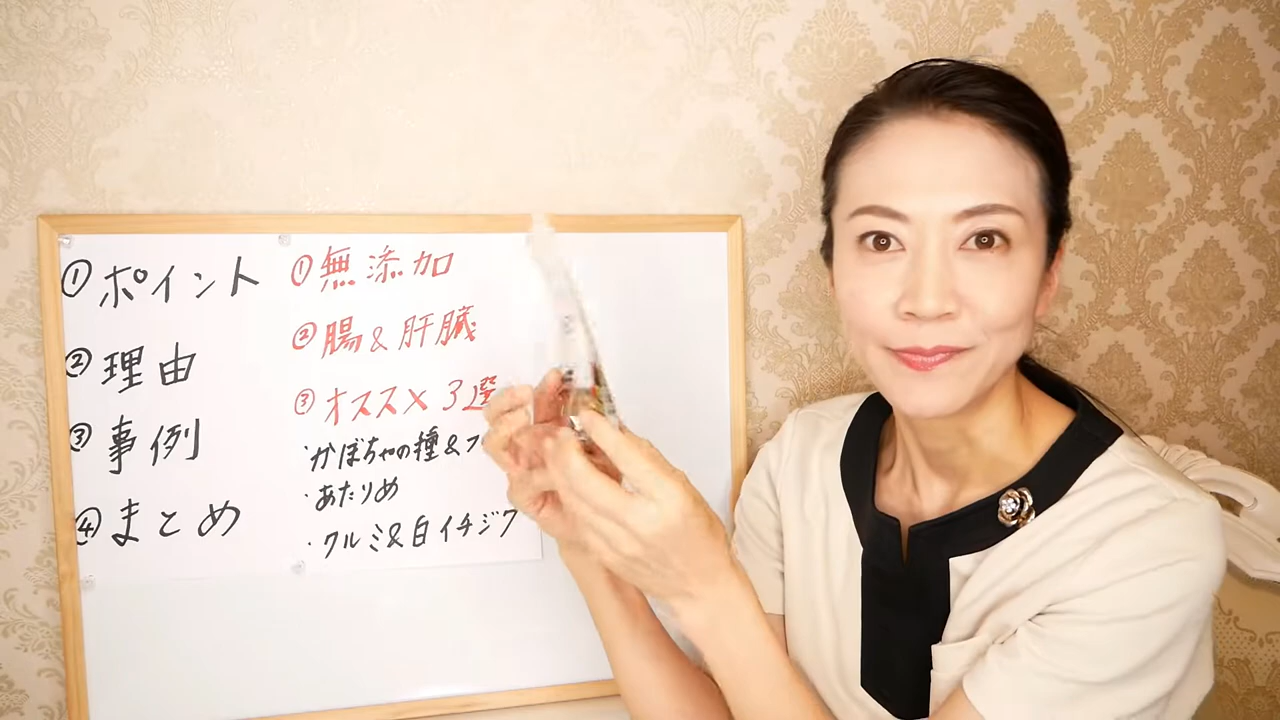 ①ポイント
②理由
③事例
④まとめ
①無添加
②腸&肝臓
③オススメ3選
・かぼちゃの種&
・あたりめ
・クルミ&白イチジク